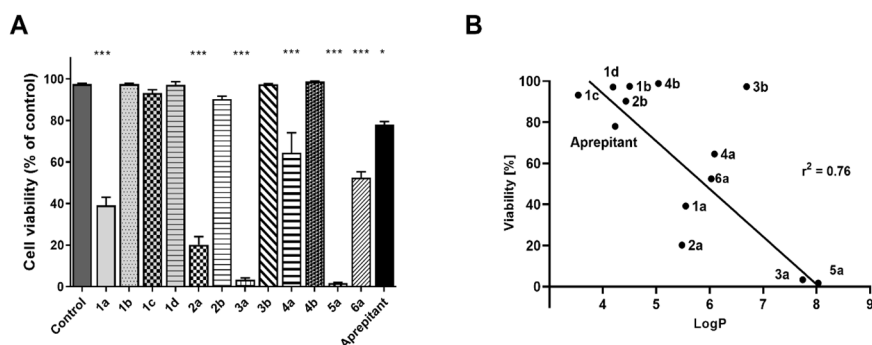 A
Cell viability (% of control)
100
80
60
40
20
0
*** *** *** *** *** *** *
Control 1a 1b 1c 1d 2a 2b 3a 3b 4a 4b 5a 6a Aprepitant
B
Viability [%]
100
80
60
40
20
0
1d
1b
4b
3b
1c
2b
Aprepitant
4a
6a
r² = 0.76
1a
2a
3a
5a
4 5 6 7 8 9
LogP